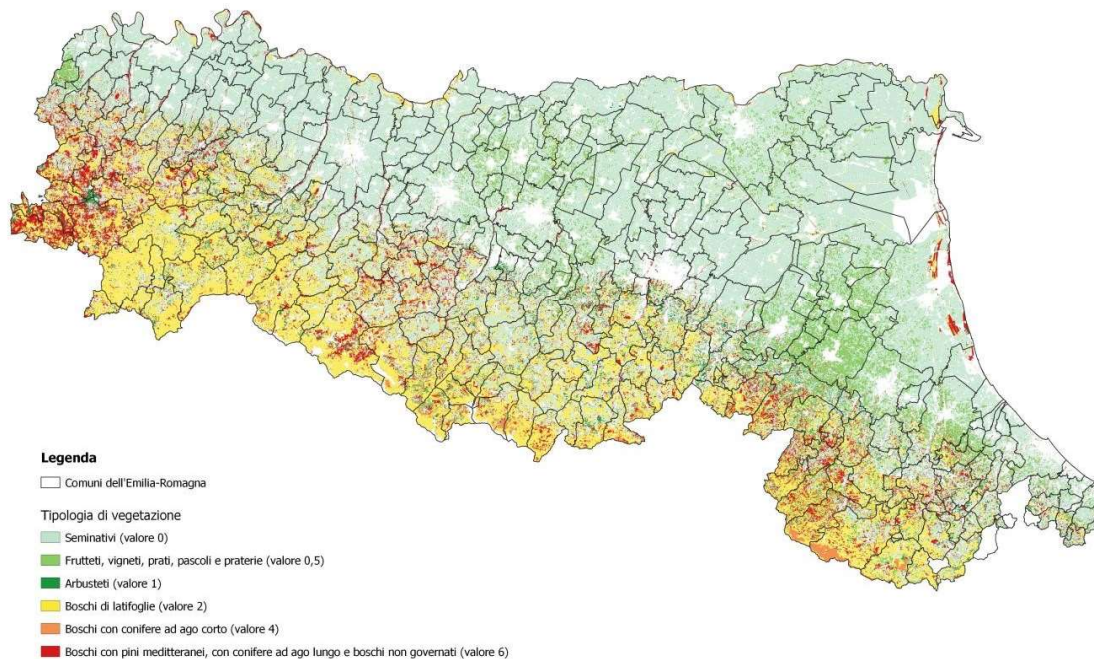 Legenda
Comuni dell'Emilia-Romagna
Tipologia di vegetazione
Seminativi (valore 0)
Frutteti, vigneti, prati, pascoli e praterie (valore 0,5)
Arbusteti (valore 1)
Boschi di latifoglie (valore 2)
Boschi con conifere ad ago corto (valore 4)
Boschi con pini meditteranei, con conifere ad ago lungo e boschi non governati (valore 6)